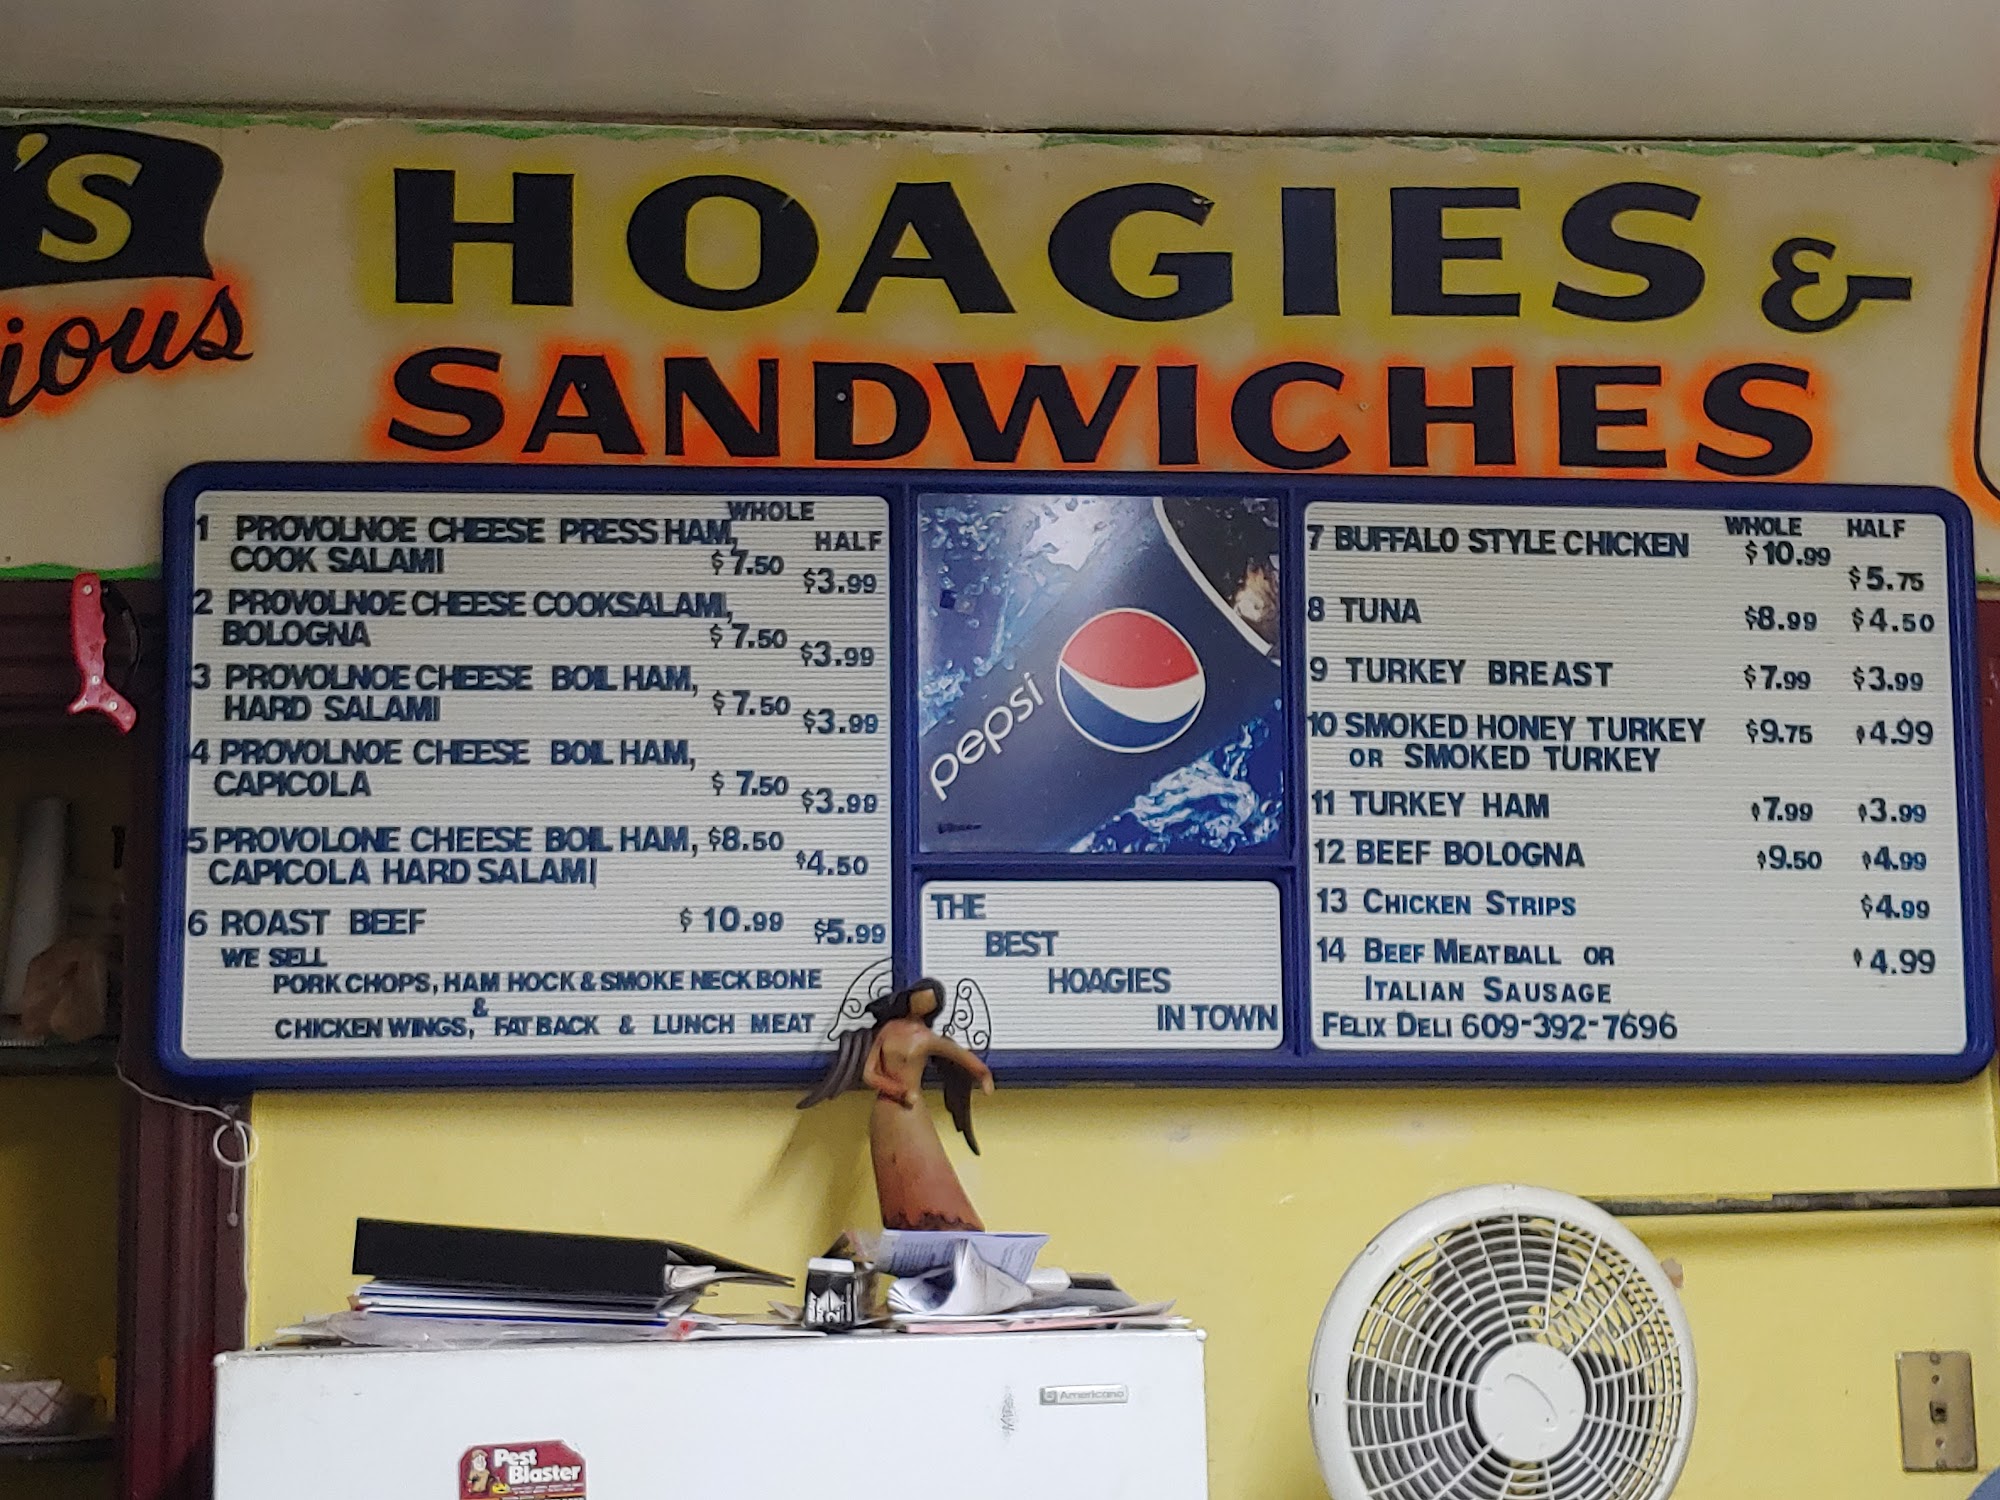 's
ious
HOAGIES &
SANDWICHES
WHOLE
HALF
1 PROVOLNOE CHEESE PRESS HAM,
COOK SALAMI $7.50 $3.99
2 PROVOLNOE CHEESE COOKSALAMI,
BOLOGNA $7.50 $3.99
3 PROVOLNOE CHEESE BOIL HAM,
HARD SALAMI $7.50 $3.99
4 PROVOLNOE CHEESE BOIL HAM,
CAPICOLA $7.50 $3.99
5 PROVOLONE CHEESE BOIL HAM, $8.50
CAPICOLA HARD SALAMI $4.50
6 ROAST BEEF $10.99 $5.99
WE SELL
PORK CHOPS, HAM HOCK & SMOKE NECK BONE
&
CHICKEN WINGS, FAT BACK & LUNCH MEAT
pepsi
THE
BEST
HOAGIES
IN TOWN
WHOLE HALF
7 BUFFALO STYLE CHICKEN $10.99 $5.75
8 TUNA $8.99 $4.50
9 TURKEY BREAST $7.99 $3.99
10 SMOKED HONEY TURKEY $9.75 $4.99
OR SMOKED TURKEY
11 TURKEY HAM $7.99 $3.99
12 BEEF BOLOGNA $9.50 $4.99
13 CHICKEN STRIPS $4.99
14 BEEF MEATBALL OR $4.99
ITALIAN SAUSAGE
FELIX DELI 609-392-7696
Americana
Pest
Blaster